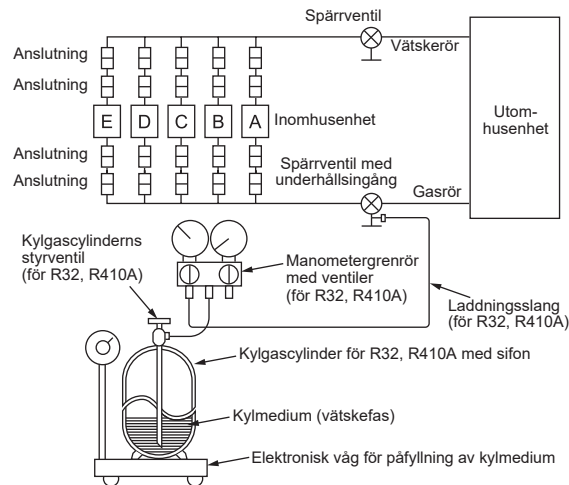 Spärrventil
Vätskerör
Anslutning
Anslutning
E D C B A
Inomhusenhet
Utom-
husenhet
Anslutning
Anslutning
Spärrventil med
underhållsingång
Gasrör
Kylgascylinderns
styrventil
(för R32, R410A)
Manometergrenrör
med ventiler
(för R32, R410A)
Laddningsslang
(för R32, R410A)
Kylgascylinder för R32, R410A med sifon
Kylmedium (vätskefas)
Elektronisk våg för påfyllning av kylmedium